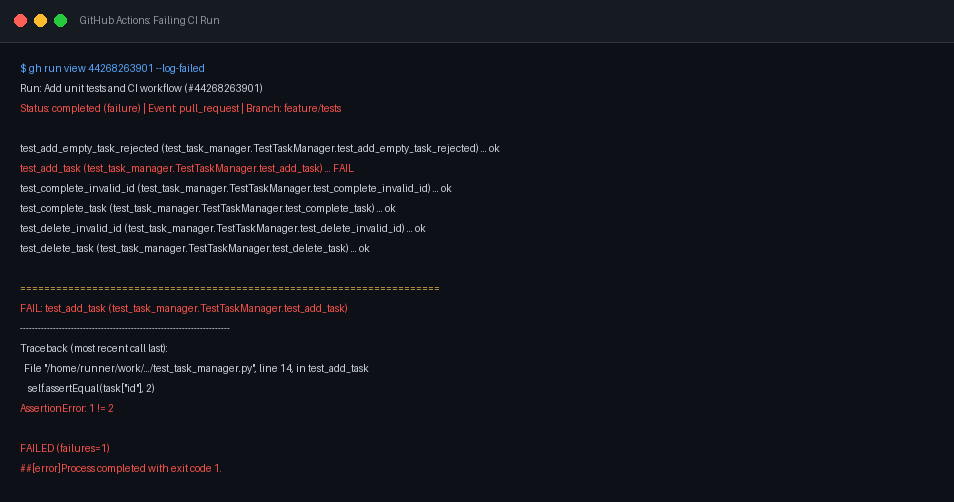 GitHub Actions: Failing CI Run
$ gh run view 44268263901 --log-failed
Run: Add unit tests and CI workflow (#44268263901)
Status: completed (failure) | Event: pull_request | Branch: feature/tests
test_add_empty_task_rejected (test_task_manager.TestTaskManager.test_add_empty_task_rejected) ... ok
test_add_task (test_task_manager.TestTaskManager.test_add_task) ... FAIL
test_complete_invalid_id (test_task_manager.TestTaskManager.test_complete_invalid_id) ... ok
test_complete_task (test_task_manager.TestTaskManager.test_complete_task) ... ok
test_delete_invalid_id (test_task_manager.TestTaskManager.test_delete_invalid_id) ... ok
test_delete_task (test_task_manager.TestTaskManager.test_delete_task) ... ok
======================================================================
FAIL: test_add_task (test_task_manager.TestTaskManager.test_add_task)
----------------------------------------------------------------------
Traceback (most recent call last):
File "/home/runner/work/.../test_task_manager.py", line 14, in test_add_task
self.assertEqual(task["id"], 2)
AssertionError: 1 != 2
FAILED (failures=1)
##[error]Process completed with exit code 1.